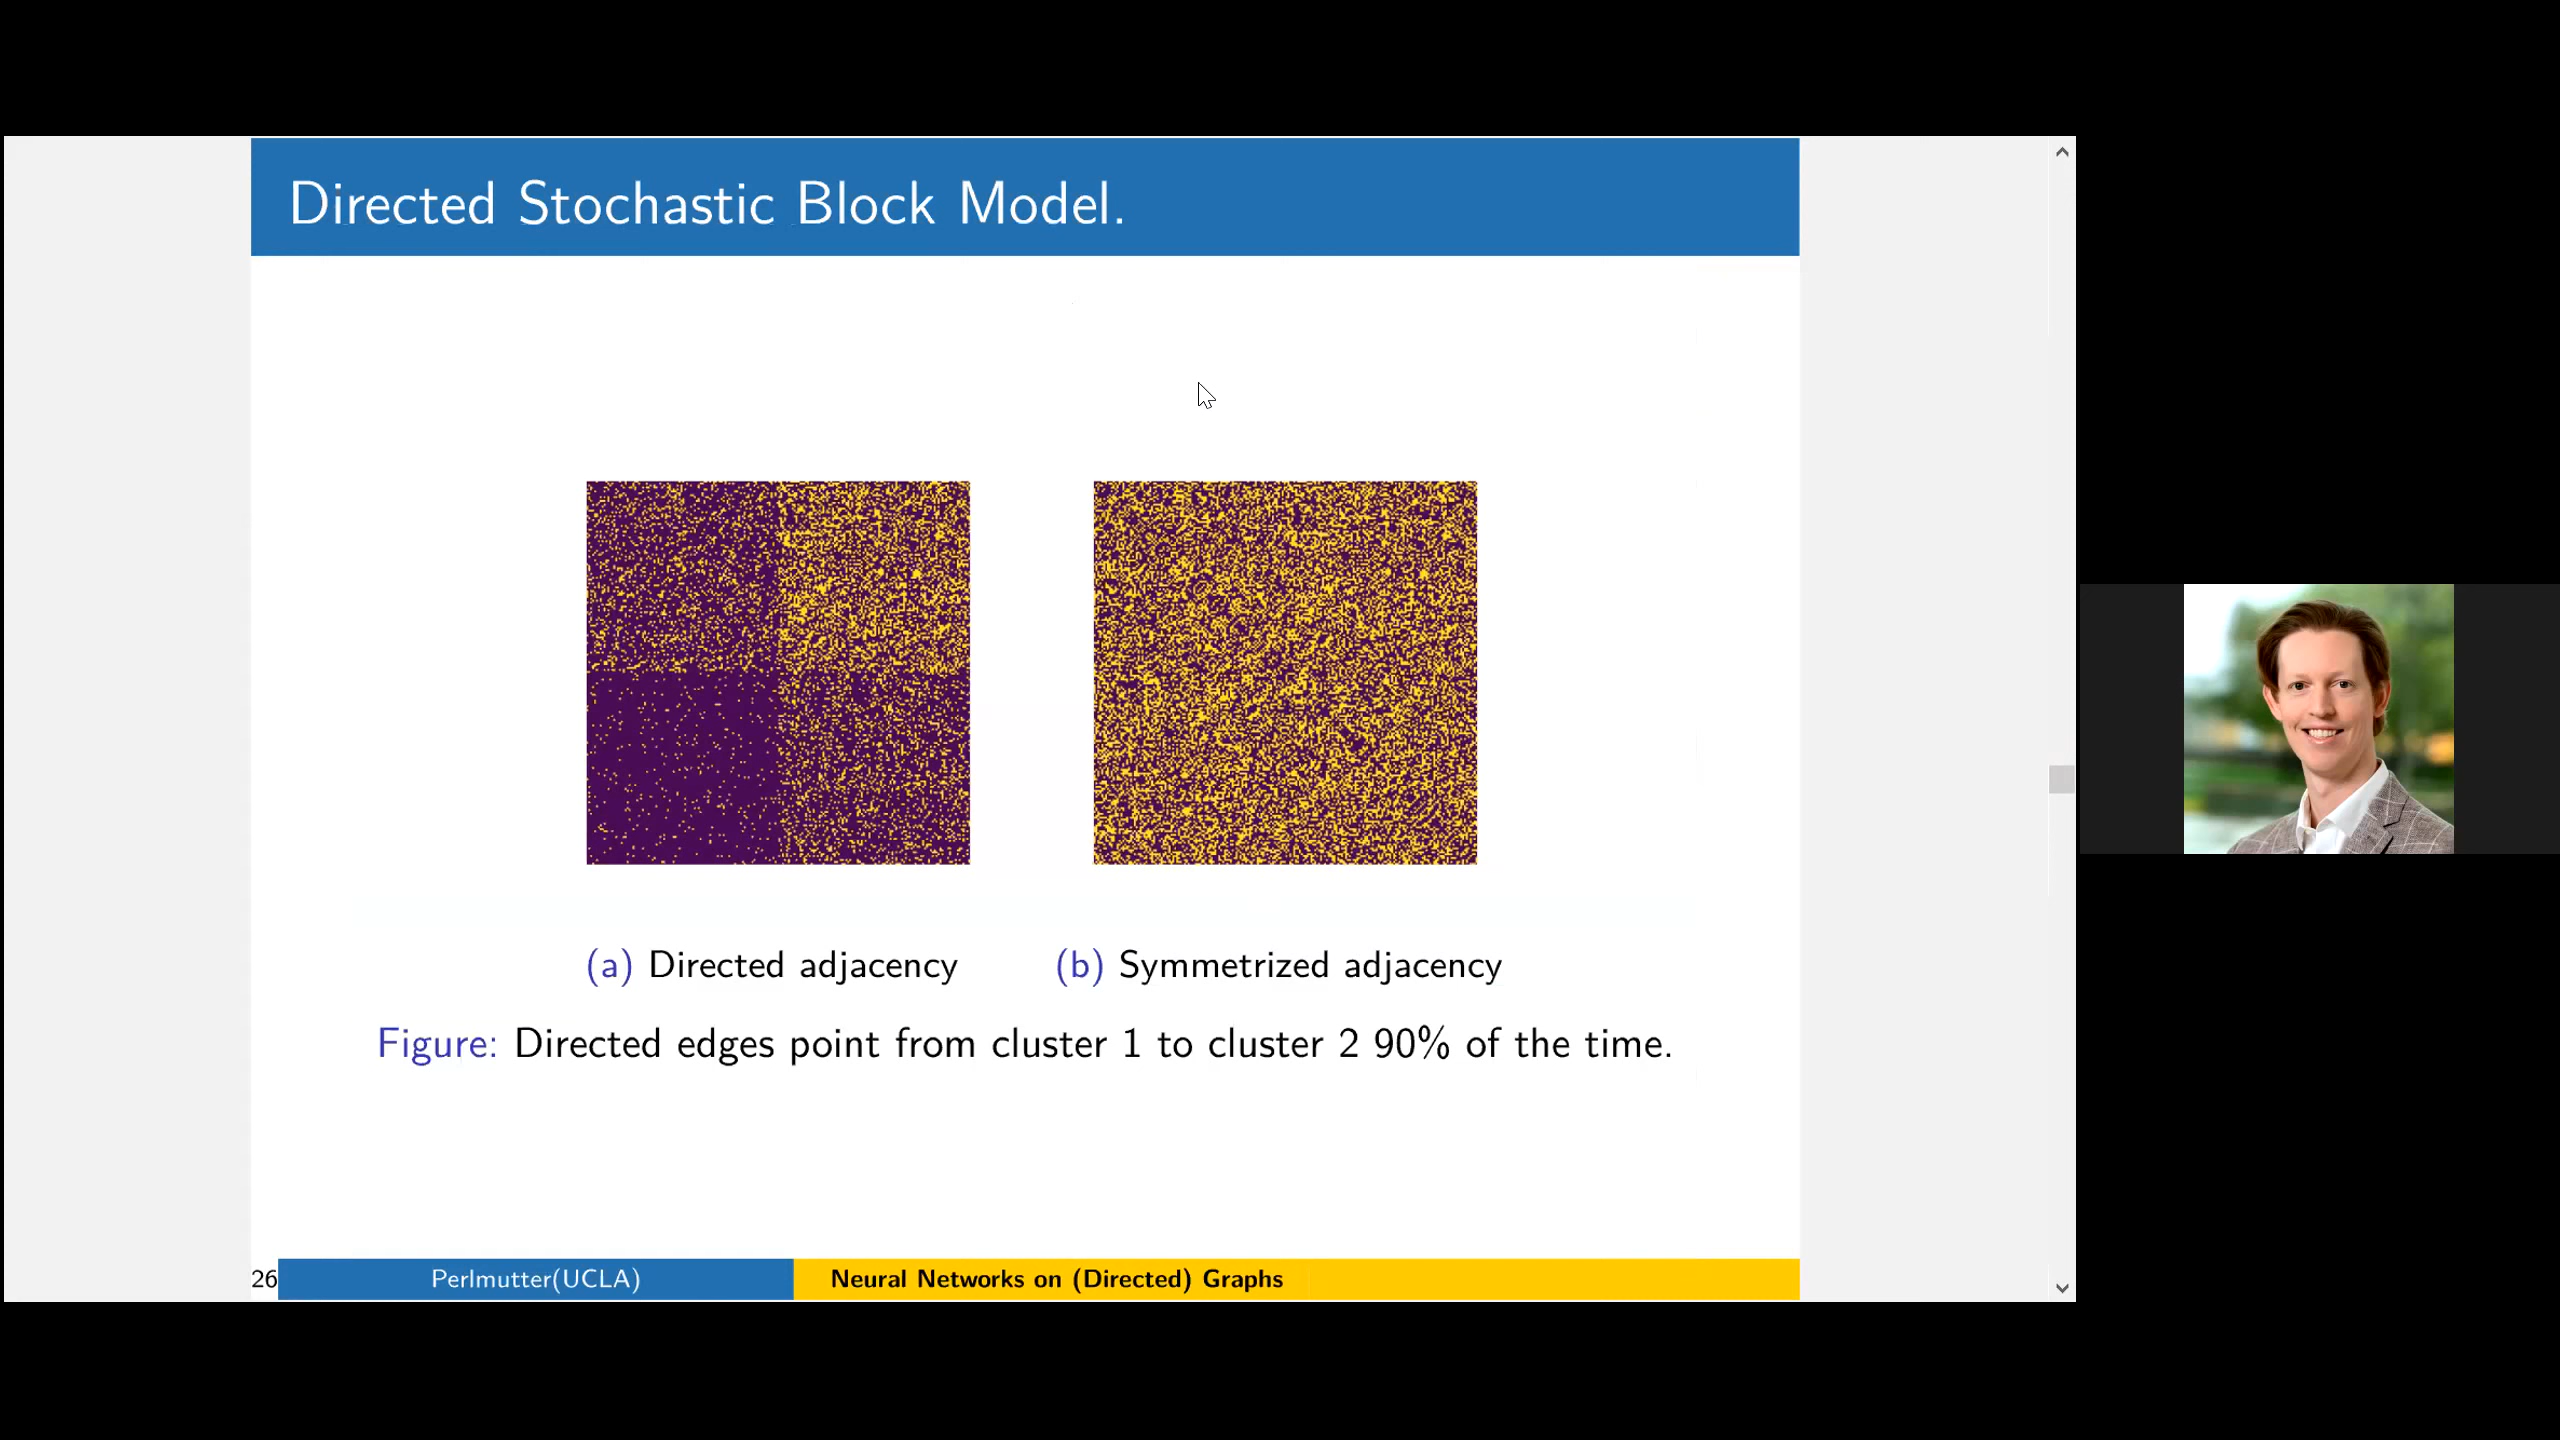 Directed Stochastic Block Model.
(a) Directed adjacency
(b) Symmetrized adjacency
Figure: Directed edges point from cluster 1 to cluster 2 90% of the time.
26
Perlmutter(UCLA)
Neural Networks on (Directed) Graphs